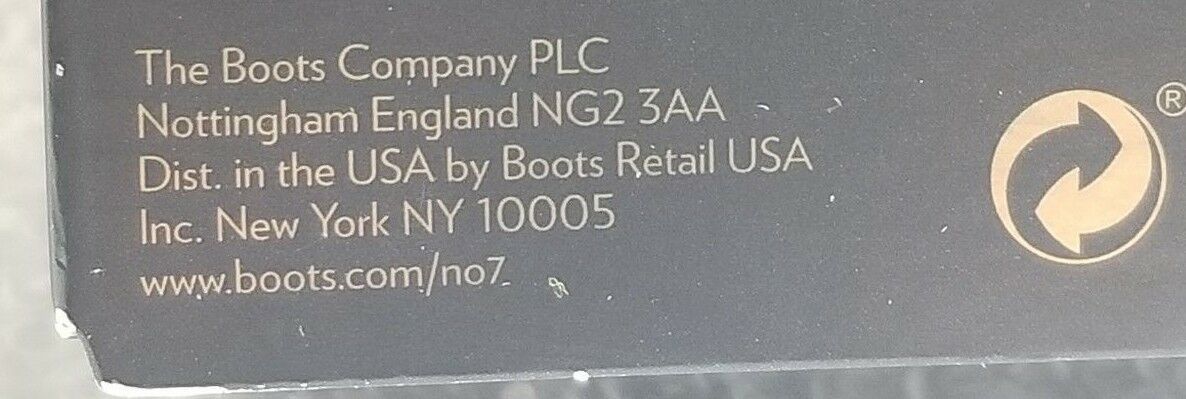 The Boots Company PLC
Nottingham England NG2 3AA
Dist. in the USA by Boots Retail USA
Inc. New York NY 10005
www.boots.com/no7
®